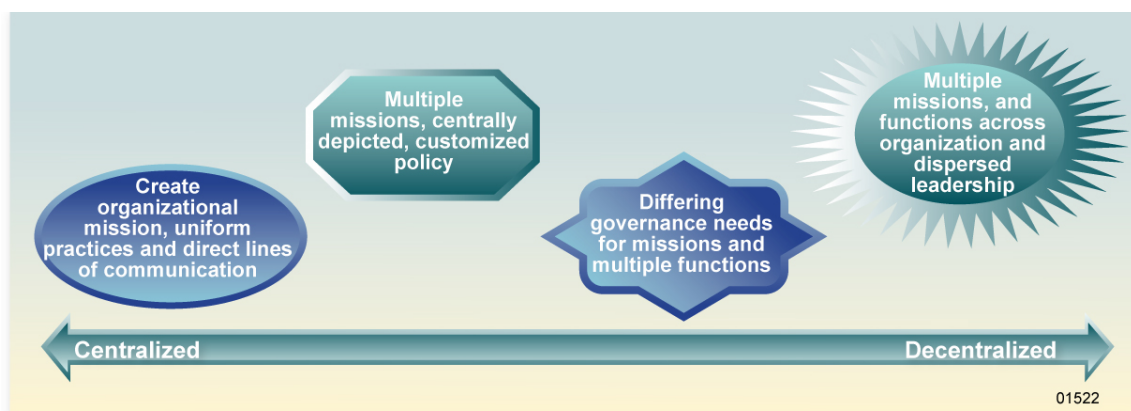 Create
organizational
mission, uniform
practices and direct lines
of communication
Multiple
missions, centrally
depicted, customized
policy
Differing
governance needs
for missions and
multiple functions
Multiple
missions, and
functions across
organization and
dispersed
leadership
Centralized
Decentralized
01522